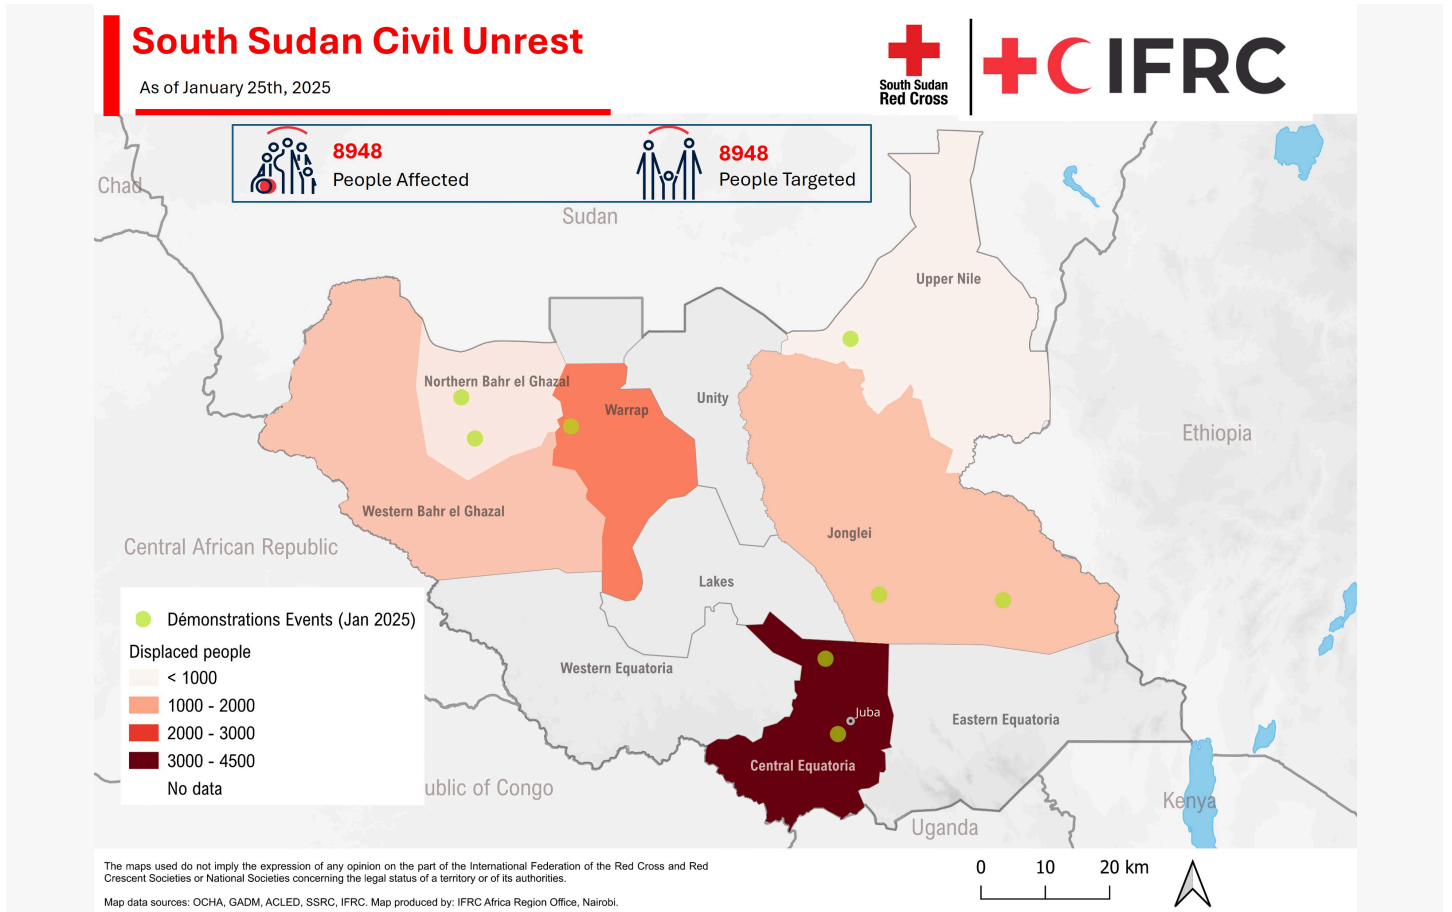 South Sudan Civil Unrest
As of January 25th, 2025
South Sudan
Red Cross
IFRC
8948
People Affected
8948
People Targeted
Chad
Sudan
Upper Nile
Northern Bahr el Ghazal
Warrap
Unity
Ethiopia
Western Bahr el Ghazal
Jonglei
Central African Republic
Lakes
Démonstrations Events (Jan 2025)
Displaced people
< 1000
1000 - 2000
2000 - 3000
3000 - 4500
No data
Western Equatoria
Juba
Eastern Equatoria
Central Equatoria
ublic of Congo
Kenya
Uganda
The maps used do not imply the expression of any opinion on the part of the International Federation of the Red Cross and Red
Crescent Societies or National Societies concerning the legal status of a territory or of its authorities.
Map data sources: OCHA, GADM, ACLED, SSRC, IFRC. Map produced by: IFRC Africa Region Office, Nairobi.
0 10 20 km